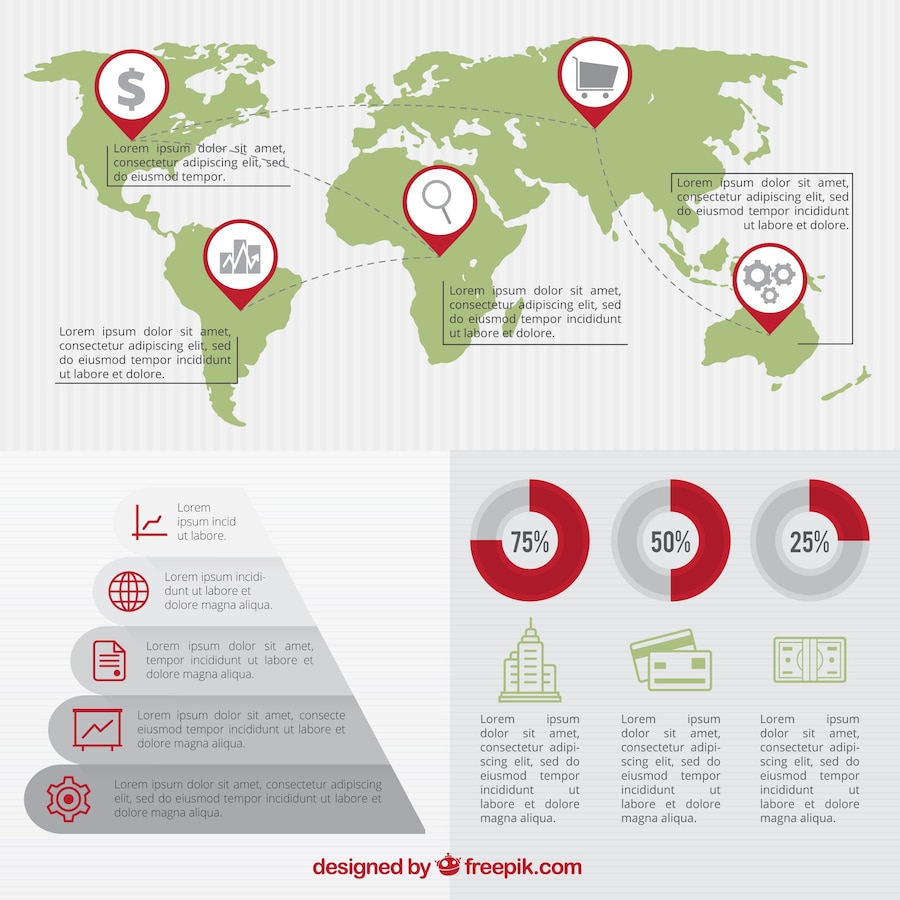 $
Lorem ipsum dolor sit amet,
consectetur adipiscing elit, sed
do eiusmod tempor.
Lorem ipsum dolor sit amet,
consectetur adipiscing elit, sed
do eiusmod tempor incididunt
ut labore et dolore.
Lorem ipsum dolor sit amet,
consectetur adipiscing elit, sed
do eiusmod tempor incididunt
ut labore et dolore.
Lorem ipsum dolor sit amet,
consectetur adipiscing elit, sed
do eiusmod tempor incididunt
ut labore et dolore.
Lorem
ipsum incid
ut labore.
Lorem ipsum incidi-
dunt ut labore et
dolore magna aliqua.
Lorem ipsum dolor sit amet,
tempor incididunt ut labore et
dolore magna aliqua.
Lorem ipsum dolor sit amet, consecte
tempor incididunt ut labore et dolore
magna aliqua.
Lorem ipsum dolor sit amet, consectetur adipiscing
elit, sed do eiusmod tempor incididunt ut labore et
dolore magna aliqua.
75%
50%
25%
Lorem ipsum
dolor sit amet,
consectetur
adipiscing elit,
sed do eiusmod
tempor
incididunt ut
labore et dolore
magna aliqua.
Lorem ipsum
dolor sit amet,
consectetur
adipiscing elit,
sed do eiusmod
tempor
incididunt ut
labore et dolore
magna aliqua.
Lorem ipsum
dolor sit amet,
consectetur
adipiscing elit,
sed do eiusmod
tempor
incididunt ut
labore et dolore
magna aliqua.
designed by freepik.com